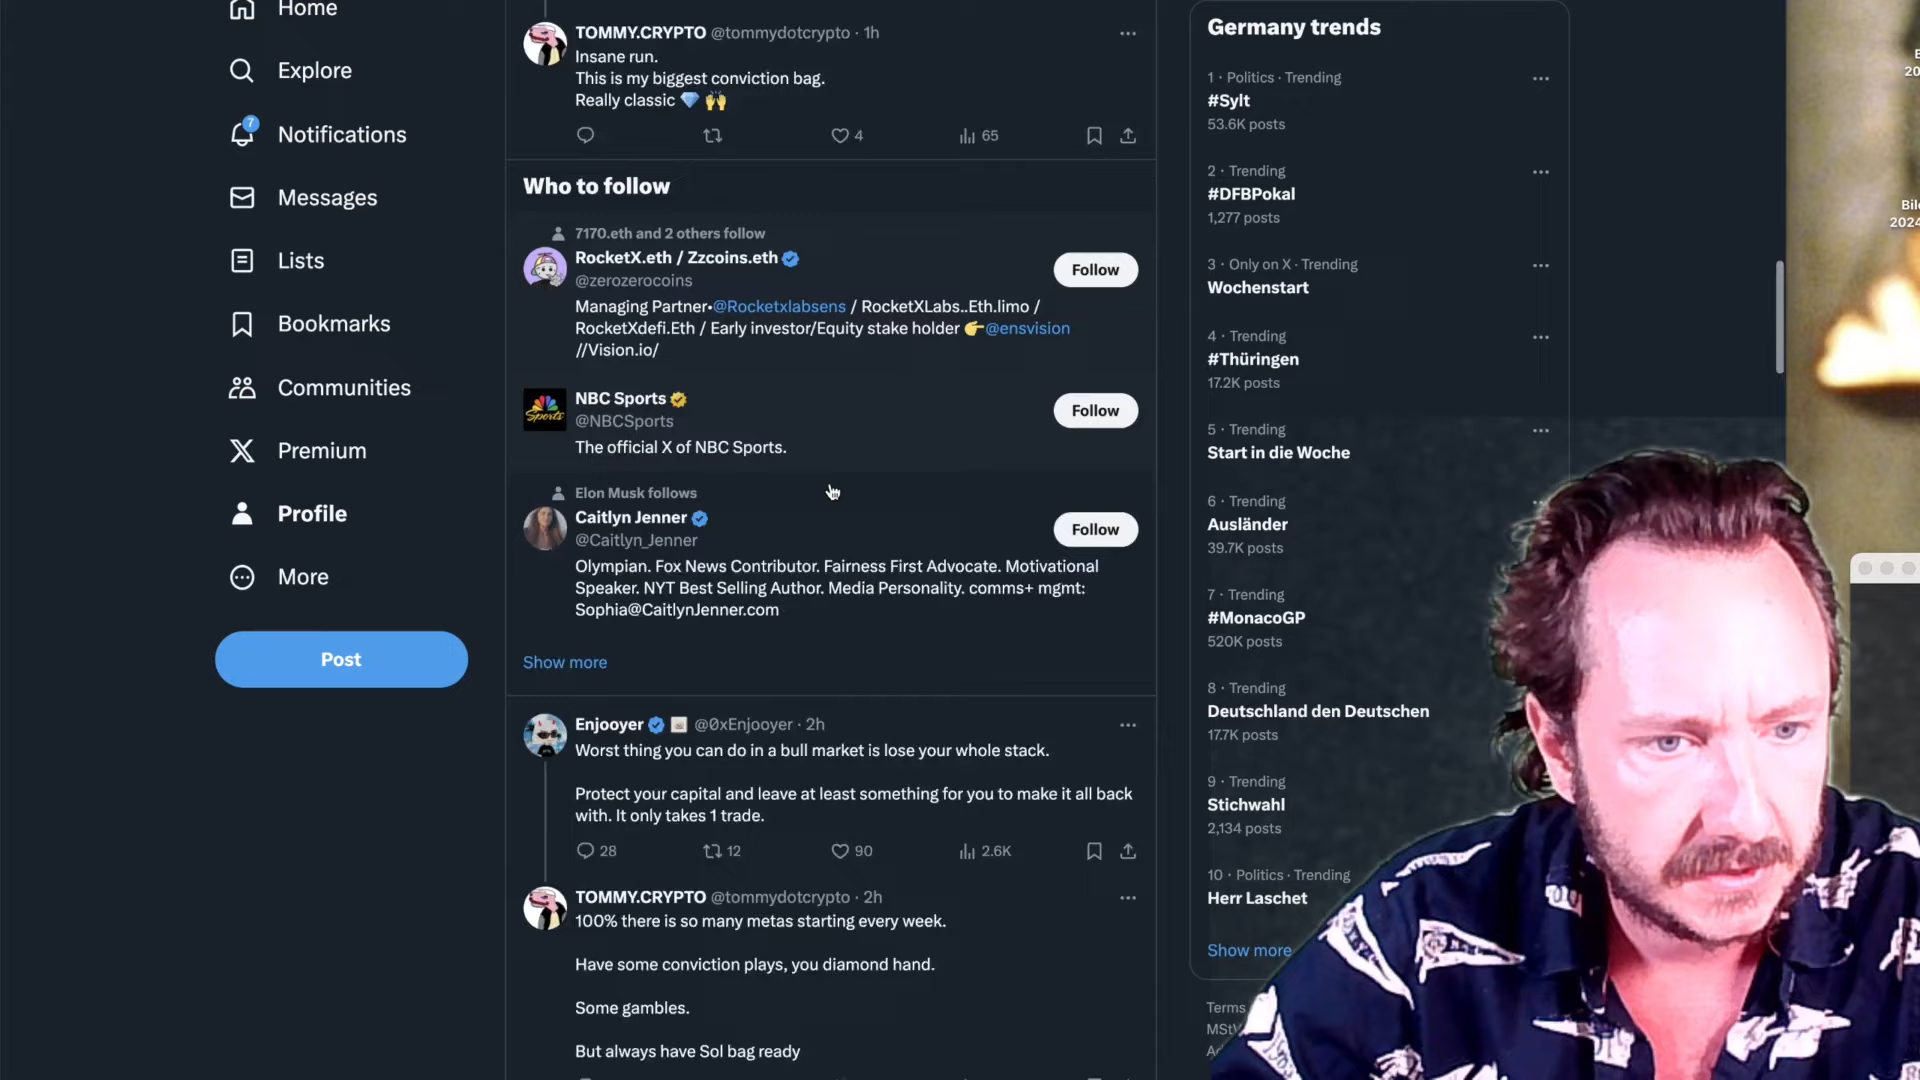 Home
Explore
7
Notifications
Messages
Lists
Bookmarks
Communities
Premium
Profile
More
Post
TOMMY.CRYPTO @tommydotcrypto · 1h
Insane run.
This is my biggest conviction bag.
Really classic 💎 🙌
4
65
Who to follow
7170.eth and 2 others follow
RocketX.eth / Zzcoins.eth
@zerozerocoins
Follow
Managing Partner•@Rocketxlabsens / RocketXLabs..Eth.limo /
RocketXdefi.Eth / Early investor/Equity stake holder 👉@ensvision
//Vision.io/
Sports
NBC Sports
@NBCSports
Follow
The official X of NBC Sports.
Elon Musk follows
Caitlyn Jenner
@Caitlyn_Jenner
Follow
Olympian. Fox News Contributor. Fairness First Advocate. Motivational
Speaker. NYT Best Selling Author. Media Personality. comms+ mgmt:
Sophia@CaitlynJenner.com
Show more
Enjooyer @0xEnjooyer · 2h
Worst thing you can do in a bull market is lose your whole stack.
Protect your capital and leave at least something for you to make it all back
with. It only takes 1 trade.
28
12
90
2.6K
TOMMY.CRYPTO @tommydotcrypto · 2h
100% there is so many metas starting every week.
Have some conviction plays, you diamond hand.
Some gambles.
But always have Sol bag ready
Germany trends
1 · Politics · Trending
#Sylt
53.6K posts
2 · Trending
#DFBPokal
1,277 posts
3 · Only on X · Trending
Wochenstart
4 · Trending
#Thüringen
17.2K posts
5 · Trending
Start in die Woche
6 · Trending
Ausländer
39.7K posts
7 · Trending
#MonacoGP
520K posts
8 · Trending
Deutschland den Deutschen
17.7K posts
9 · Trending
Stichwahl
2,134 posts
10 · Politics · Trending
Herr Laschet
Show more
Terms
20
Bil
2024